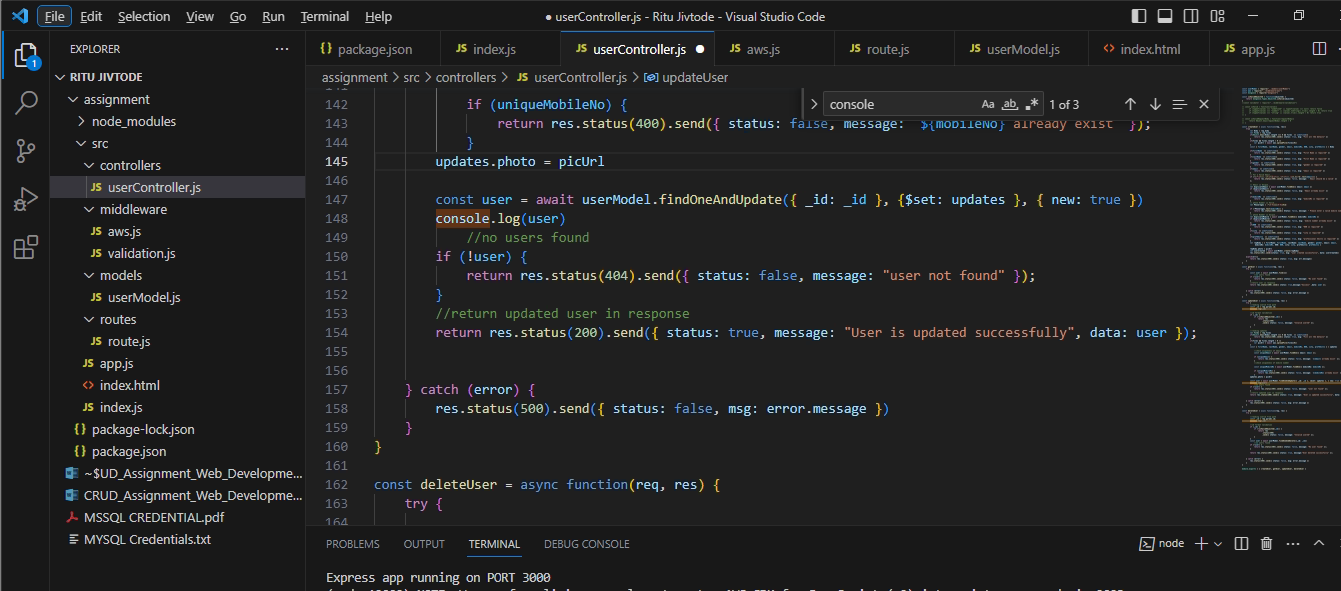 File Edit Selection View Go Run Terminal Help
● userController.js - Ritu Jivtode - Visual Studio Code
EXPLORER ···
1
RITU JIVTODE
assignment
node_modules
src
controllers
JS userController.js
middleware
JS aws.js
JS validation.js
models
JS userModel.js
routes
JS route.js
JS app.js
<> index.html
JS index.js
{} package-lock.json
{} package.json
~$UD_Assignment_Web_Developme...
CRUD_Assignment_Web_Developme...
MSSQL CREDENTIAL.pdf
MYSQL Credentials.txt
{} package.json JS index.js JS userController.js ● JS aws.js JS route.js JS userModel.js <> index.html JS app.js
assignment > src > controllers > JS userController.js > updateUser
console Aa ab .* 1 of 3
142 if (uniqueMobileNo) {
143 return res.status(400).send({ status: false, message: ${mobileNo} already exist });
144 }
145 updates.photo = picUrl
146
147 const user = await userModel.findOneAndUpdate({ _id: _id }, {$set: updates }, { new: true })
148 console.log(user)
149 //no users found
150 if (!user) {
151 return res.status(404).send({ status: false, message: "user not found" });
152 }
153 //return updated user in response
154 return res.status(200).send({ status: true, message: "User is updated successfully", data: user });
155
156
157 } catch (error) {
158 res.status(500).send({ status: false, msg: error.message })
159 }
160 }
161
162 const deleteUser = async function(req, res) {
163 try {
164
PROBLEMS OUTPUT TERMINAL DEBUG CONSOLE
node
Express app running on PORT 3000